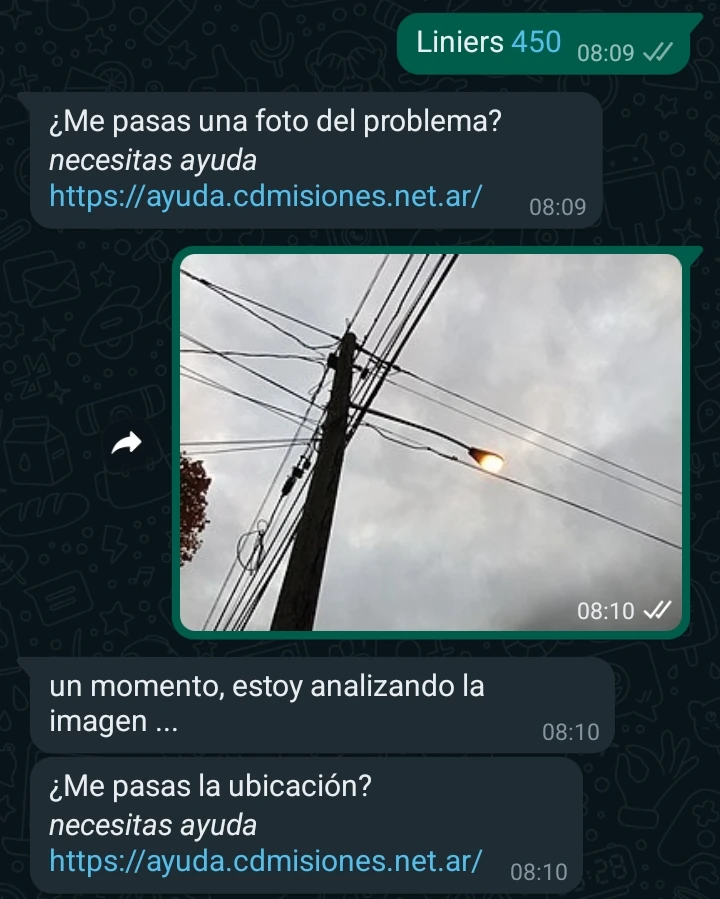 Liniers 450 08:09
¿Me pasas una foto del problema?
necesitas ayuda
https://ayuda.cdmisiones.net.ar/ 08:09
08:10
un momento, estoy analizando la
imagen ... 08:10
¿Me pasas la ubicación?
necesitas ayuda
https://ayuda.cdmisiones.net.ar/ 08:10